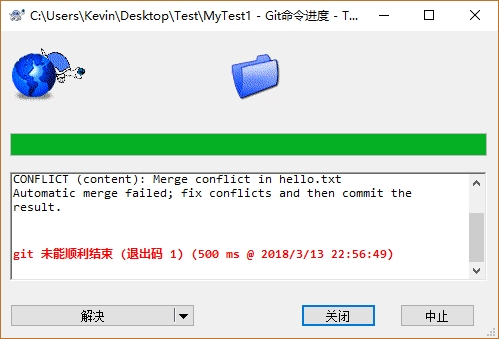 C:\Users\Kevin\Desktop\Test\MyTest1 - Git命令进度 - T...
CONFLICT (content): Merge conflict in hello.txt
Automatic merge failed; fix conflicts and then commit the
result.
git 未能顺利结束 (退出码 1) (500 ms @ 2018/3/13 22:56:49)
解决
关闭
中止